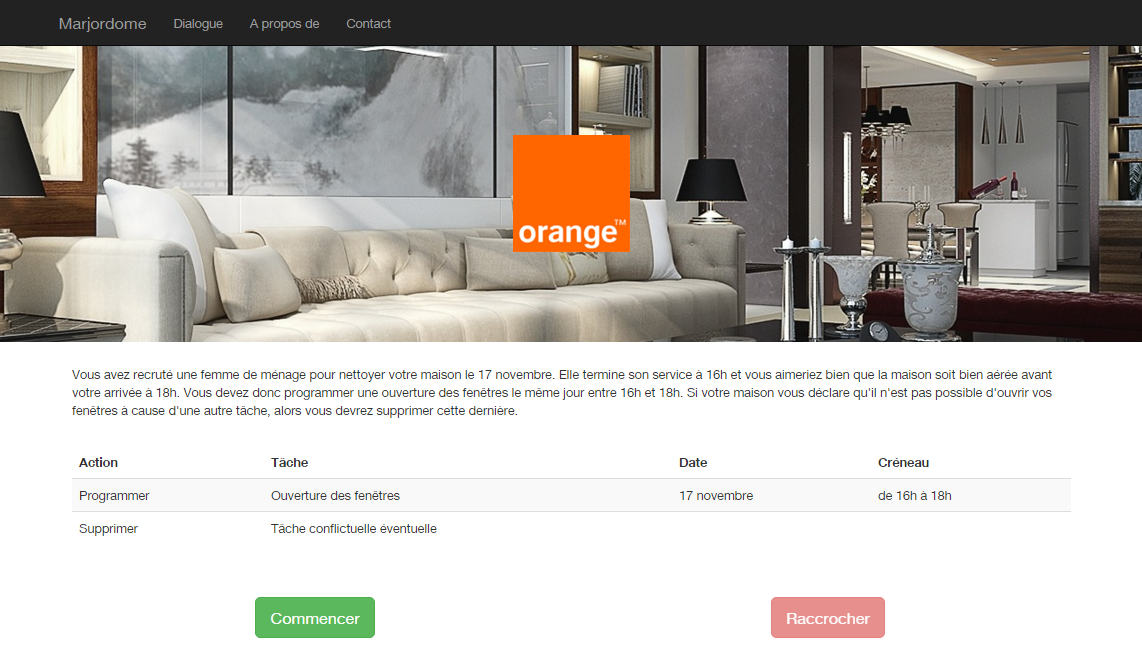 Marjordome Dialogue A propos de Contact
orange™
Vous avez recruté une femme de ménage pour nettoyer votre maison le 17 novembre. Elle termine son service à 16h et vous aimeriez bien que la maison soit bien aérée avant
votre arrivée à 18h. Vous devez donc programmer une ouverture des fenêtres le même jour entre 16h et 18h. Si votre maison vous déclare qu'il n'est pas possible d'ouvrir vos
fenêtres à cause d'une autre tâche, alors vous devrez supprimer cette dernière.
Action Tâche Date Créneau
Programmer Ouverture des fenêtres 17 novembre de 16h à 18h
Supprimer Tâche conflictuelle éventuelle
Commencer Raccrocher